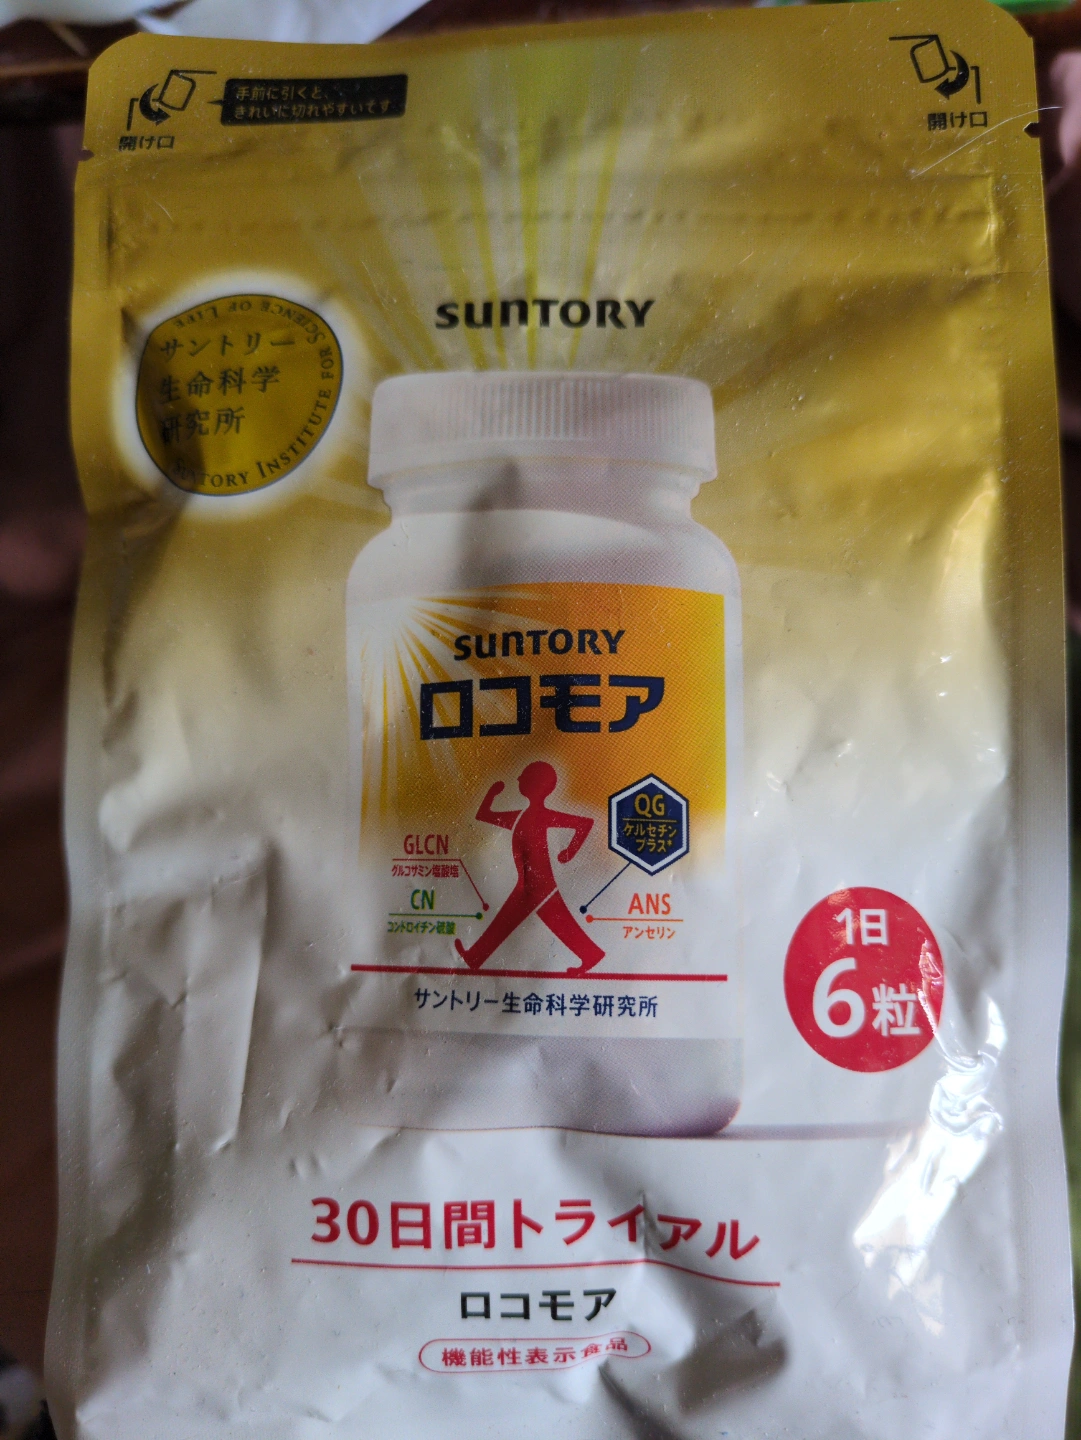 手前に引くと、
きれいに切れやすいです
開け口
開け口
SUNTORY
サントリー
生命科学
研究所
SUNTORY INSTITUTE FOR SCIENCE OF LIFE
SUNTORY
ロコモア
QG
ケルセチン
プラス®
GLCN
グルコサミン塩酸塩
CN
コンドロイチン硫酸
ANS
アンセリン
サントリー生命科学研究所
1日
6粒
30日間トライアル
ロコモア
機能性表示食品